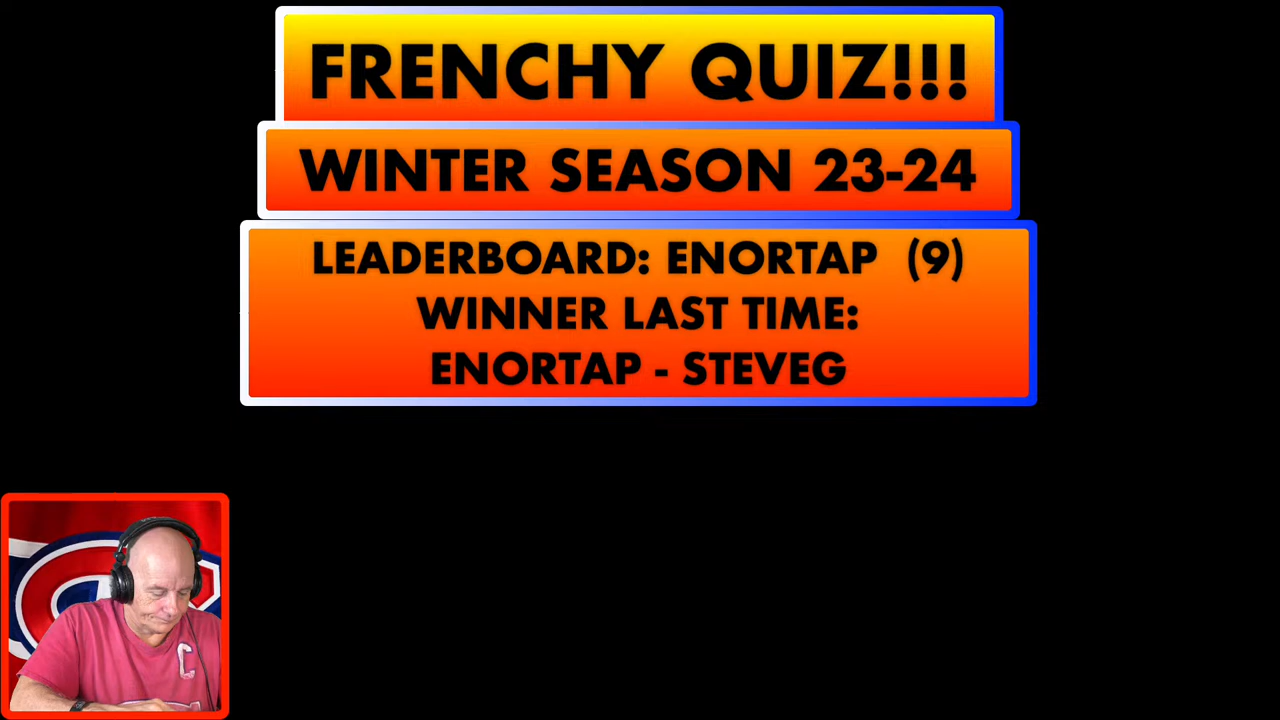 FRENCHY QUIZ!!!
WINTER SEASON 23-24
LEADERBOARD: ENORTAP (9)
WINNER LAST TIME:
ENORTAP - STEVEG
C